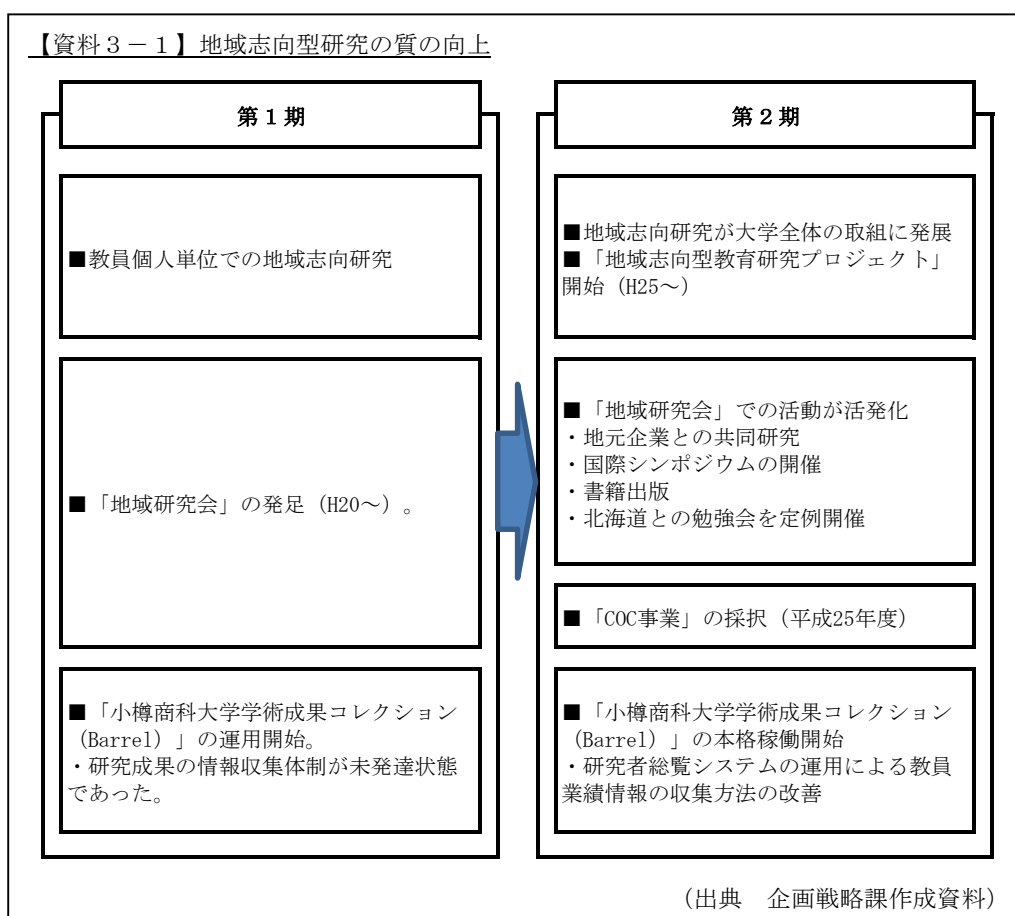 【資料３－１】地域志向型研究の質の向上
第１期
■教員個人単位での地域志向研究
■「地域研究会」の発足（H20～）。
■「小樽商科大学学術成果コレクション
（Barrel）」の運用開始。
・研究成果の情報収集体制が未発達状態
であった。
第２期
■地域志向研究が大学全体の取組に発展
■「地域志向型教育研究プロジェクト」
開始（H25～）
■「地域研究会」での活動が活発化
・地元企業との共同研究
・国際シンポジウムの開催
・書籍出版
・北海道との勉強会を定例開催
■「COC事業」の採択（平成25年度）
■「小樽商科大学学術成果コレクション
（Barrel）」の本格稼働開始
・研究者総覧システムの運用による教員
業績情報の収集方法の改善
（出典　企画戦略課作成資料）